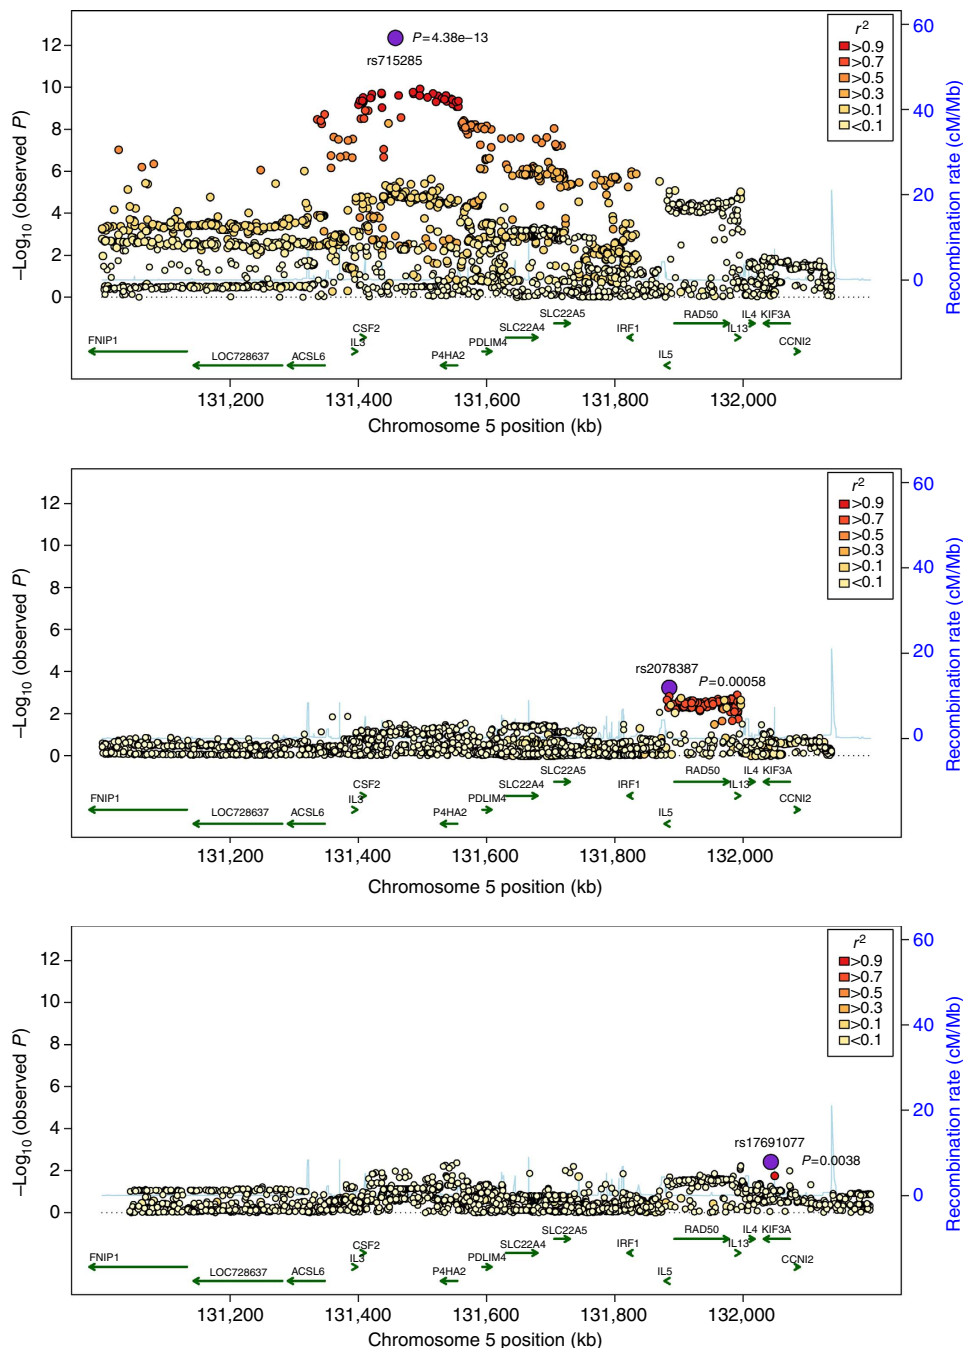 r2
>0.9
>0.7
>0.5
>0.3
>0.1
<0.1
P=4.38e–13
rs715285
12
10
8
6
4
2
0
–Log10 (observed P)
60
40
20
0
Recombination rate (cM/Mb)
SLC22A5
CSF2 SLC22A4 RAD50 IL4 KIF3A
FNIP1 IL3 PDLIM4 IRF1 IL13
LOC728637 ACSL6 P4HA2 IL5 CCNI2
131,200 131,400 131,600 131,800 132,000
Chromosome 5 position (kb)
r2
>0.9
>0.7
>0.5
>0.3
>0.1
<0.1
rs2078387
P=0.00058
12
10
8
6
4
2
0
–Log10 (observed P)
60
40
20
0
Recombination rate (cM/Mb)
SLC22A5 RAD50 IL4 KIF3A
CSF2 SLC22A4
FNIP1 IL3 PDLIM4 IRF1 IL13
LOC728637 ACSL6 P4HA2 IL5 CCNI2
131,200 131,400 131,600 131,800 132,000
Chromosome 5 position (kb)
r2
>0.9
>0.7
>0.5
>0.3
>0.1
<0.1
rs17691077
P=0.0038
12
10
8
6
4
2
0
–Log10 (observed P)
60
40
20
0
Recombination rate (cM/Mb)
SLC22A5 RAD50 IL4 KIF3A
CSF2 SLC22A4
FNIP1 IL3 PDLIM4 IRF1 IL13
LOC728637 ACSL6 P4HA2 IL5 CCNI2
131,200 131,400 131,600 131,800 132,000
Chromosome 5 position (kb)